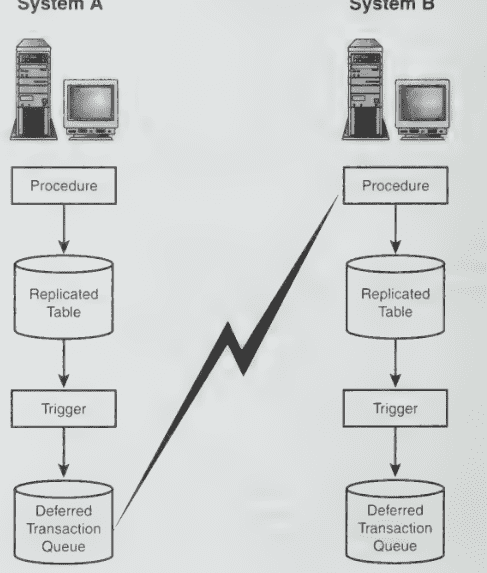 System A
System B
Procedure
Procedure
Replicated
Table
Replicated
Table
Trigger
Trigger
Deferred
Transaction
Queue
Deferred
Transaction
Queue